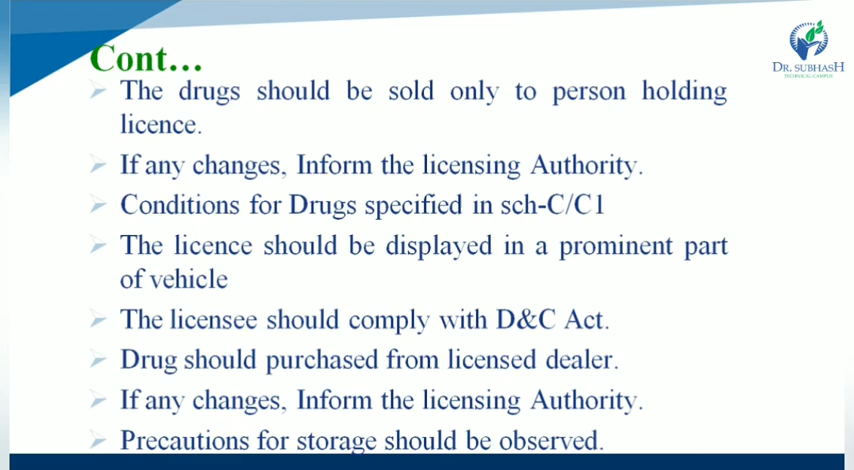 Cont...
DR. SUBHASH
TECHNICAL CAMPUS
The drugs should be sold only to person holding
licence.
If any changes, Inform the licensing Authority.
Conditions for Drugs specified in sch-C/C1
The licence should be displayed in a prominent part
of vehicle
The licensee should comply with D&C Act.
Drug should purchased from licensed dealer.
If any changes, Inform the licensing Authority.
Precautions for storage should be observed.